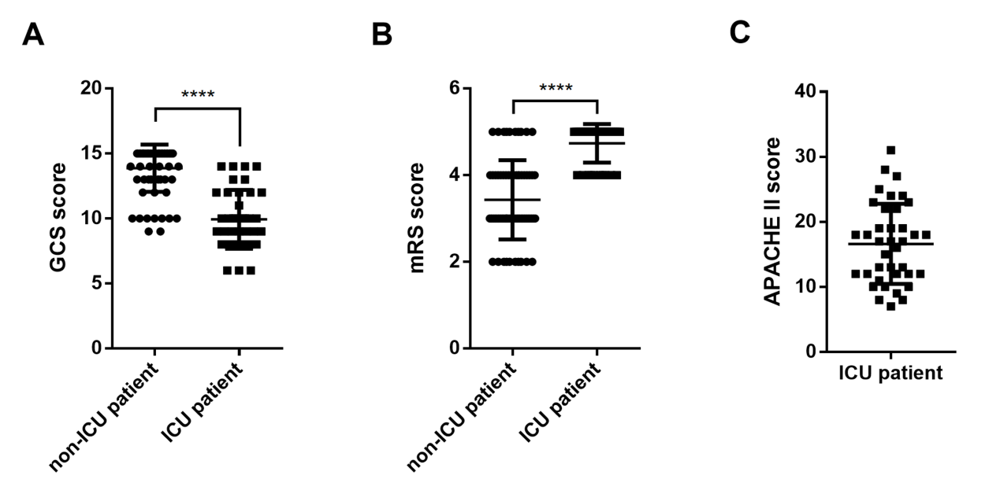 A
GCS score
20
15
10
5
0
****
non-ICU patient
ICU patient
B
mRS score
6
4
2
0
****
non-ICU patient
ICU patient
C
APACHE II score
40
30
20
10
0
ICU patient